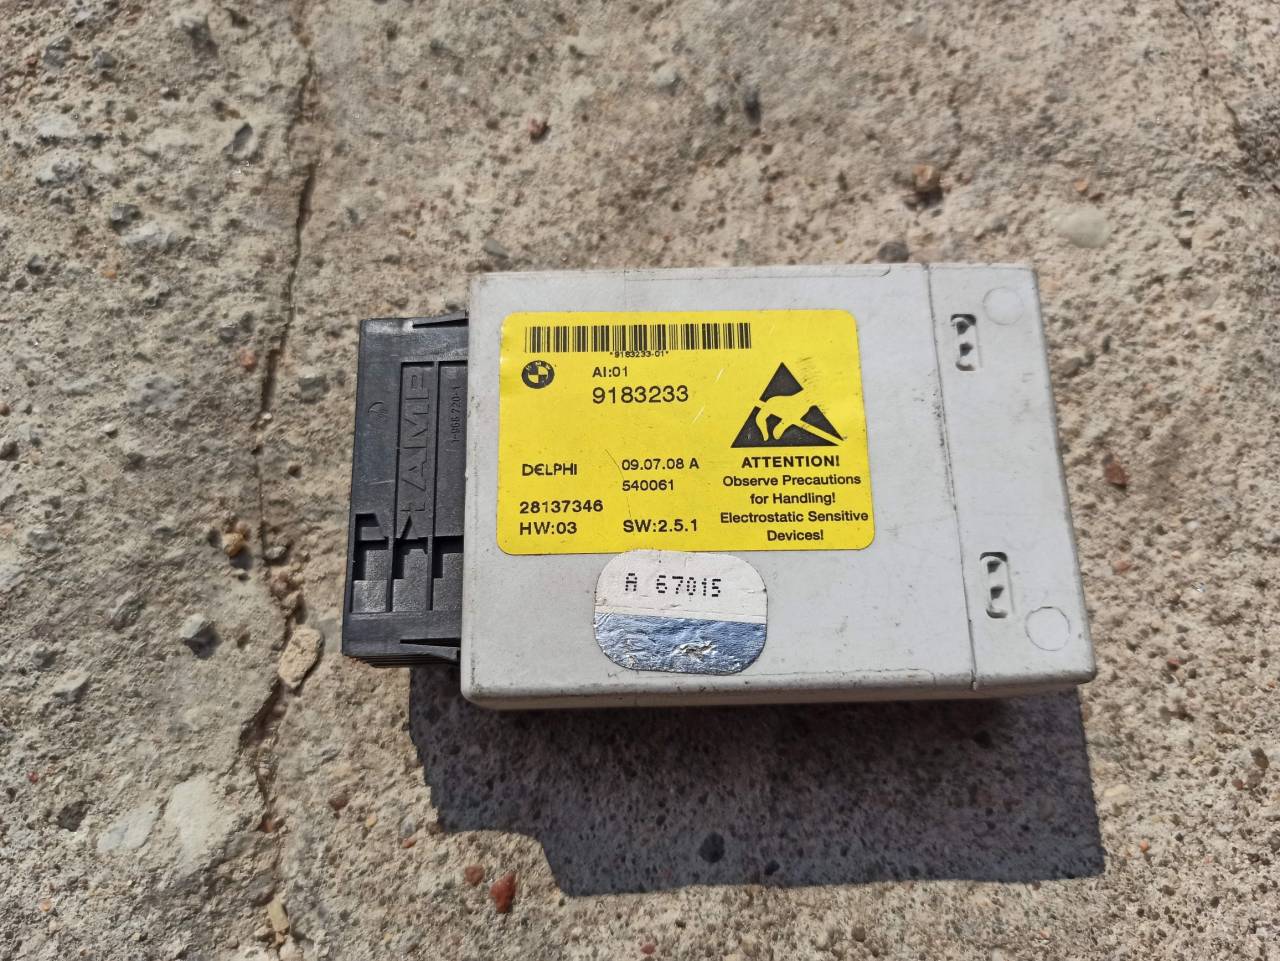 *9183233-01*
BMW
AI:01
9183233
DELPHI
09.07.08 A
540061
28137346
HW:03
SW:2.5.1
ATTENTION!
Observe Precautions
for Handling!
Electrostatic Sensitive
Devices!
A 67015
AMP